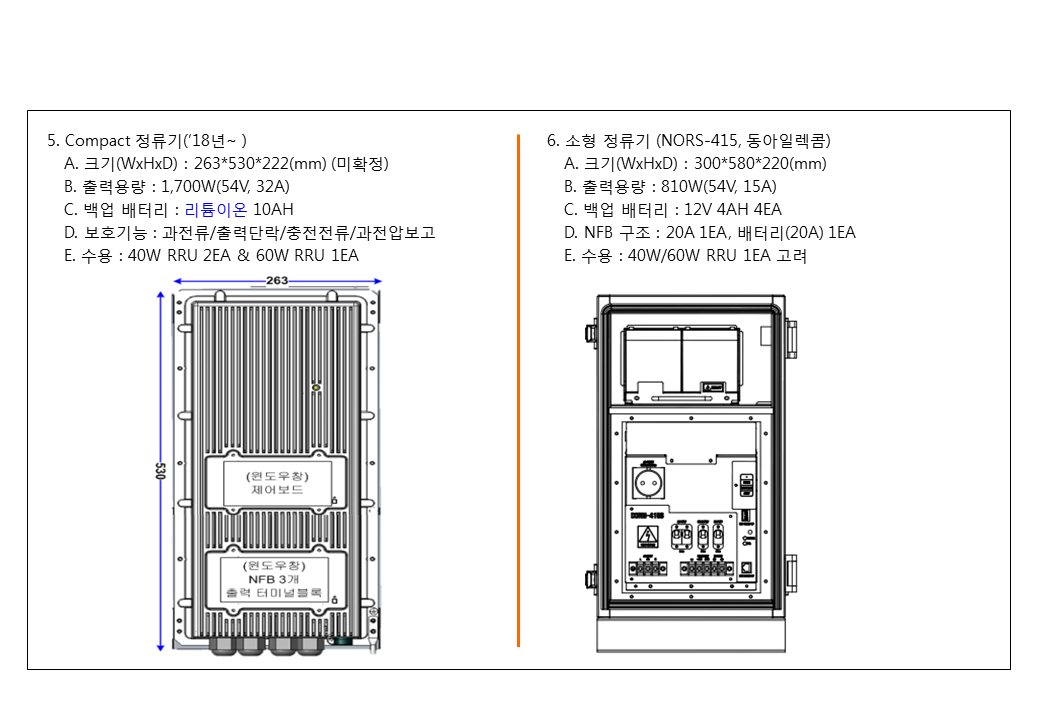 5. Compact 정류기('18년~ )
A. 크기(WxHxD) : 263*530*222(mm) (미확정)
B. 출력용량 : 1,700W(54V, 32A)
C. 백업 배터리 : 리튬이온 10AH
D. 보호기능 : 과전류/출력단락/충전전류/과전압보고
E. 수용 : 40W RRU 2EA & 60W RRU 1EA
263
530
(윈도우창)
제어보드
(윈도우창)
NFB 3개
출력 터미널블록
6. 소형 정류기 (NORS-415, 동아일렉콤)
A. 크기(WxHxD) : 300*580*220(mm)
B. 출력용량 : 810W(54V, 15A)
C. 백업 배터리 : 12V 4AH 4EA
D. NFB 구조 : 20A 1EA, 배터리(20A) 1EA
E. 수용 : 40W/60W RRU 1EA 고려